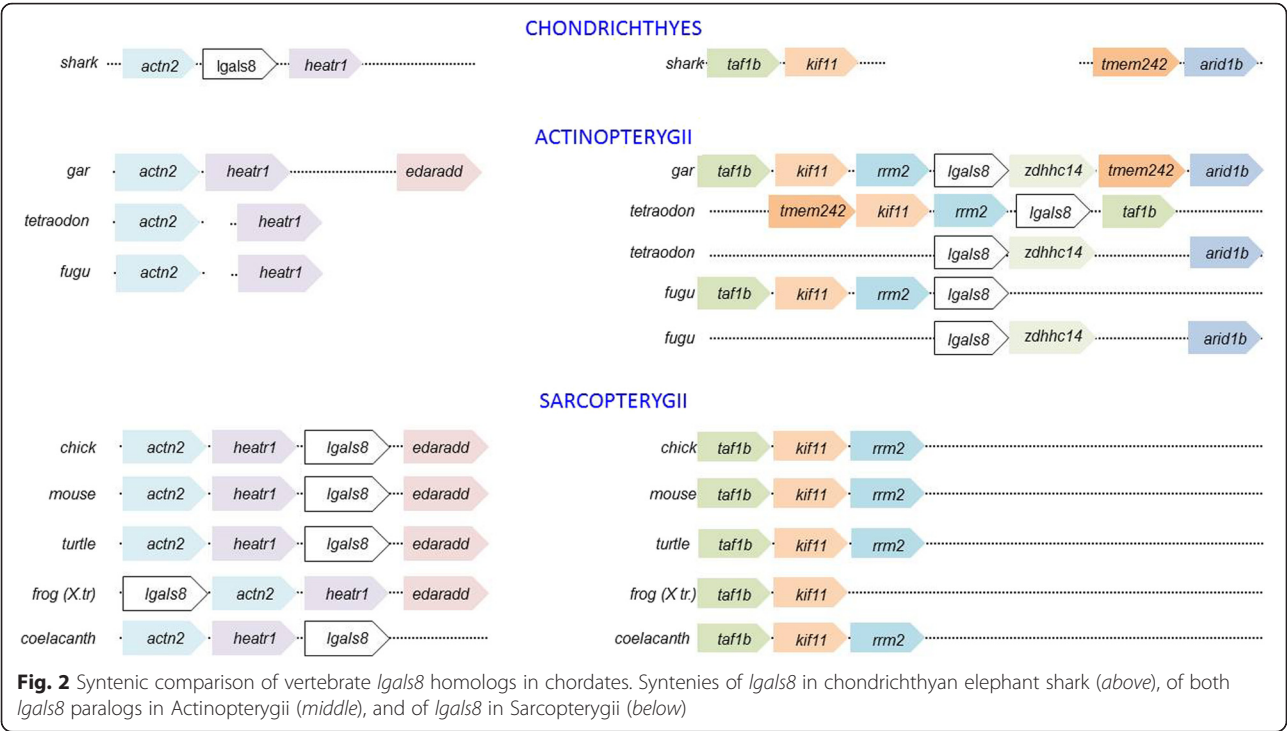 CHONDRICHTHYES
shark actn2 lgals8 heatr1
shark taf1b kif11 tmem242 arid1b
ACTINOPTERYGII
gar actn2 heatr1 edaradd
gar taf1b kif11 rrm2 lgals8 zdhhc14 tmem242 arid1b
tetraodon actn2 heatr1
tetraodon tmem242 kif11 rrm2 lgals8 taf1b
tetraodon lgals8 zdhhc14 arid1b
fugu actn2 heatr1
fugu taf1b kif11 rrm2 lgals8
fugu lgals8 zdhhc14 arid1b
SARCOPTERYGII
chick actn2 heatr1 lgals8 edaradd
chick taf1b kif11 rrm2
mouse actn2 heatr1 lgals8 edaradd
mouse taf1b kif11 rrm2
turtle actn2 heatr1 lgals8 edaradd
turtle taf1b kif11 rrm2
frog (X.tr) lgals8 actn2 heatr1 edaradd
frog (X tr.) taf1b kif11
coelacanth actn2 heatr1 lgals8
coelacanth taf1b kif11 rrm2
Fig. 2 Syntenic comparison of vertebrate lgals8 homologs in chordates. Syntenies of lgals8 in chondrichthyan elephant shark (above), of both
lgals8 paralogs in Actinopterygii (middle), and of lgals8 in Sarcopterygii (below)